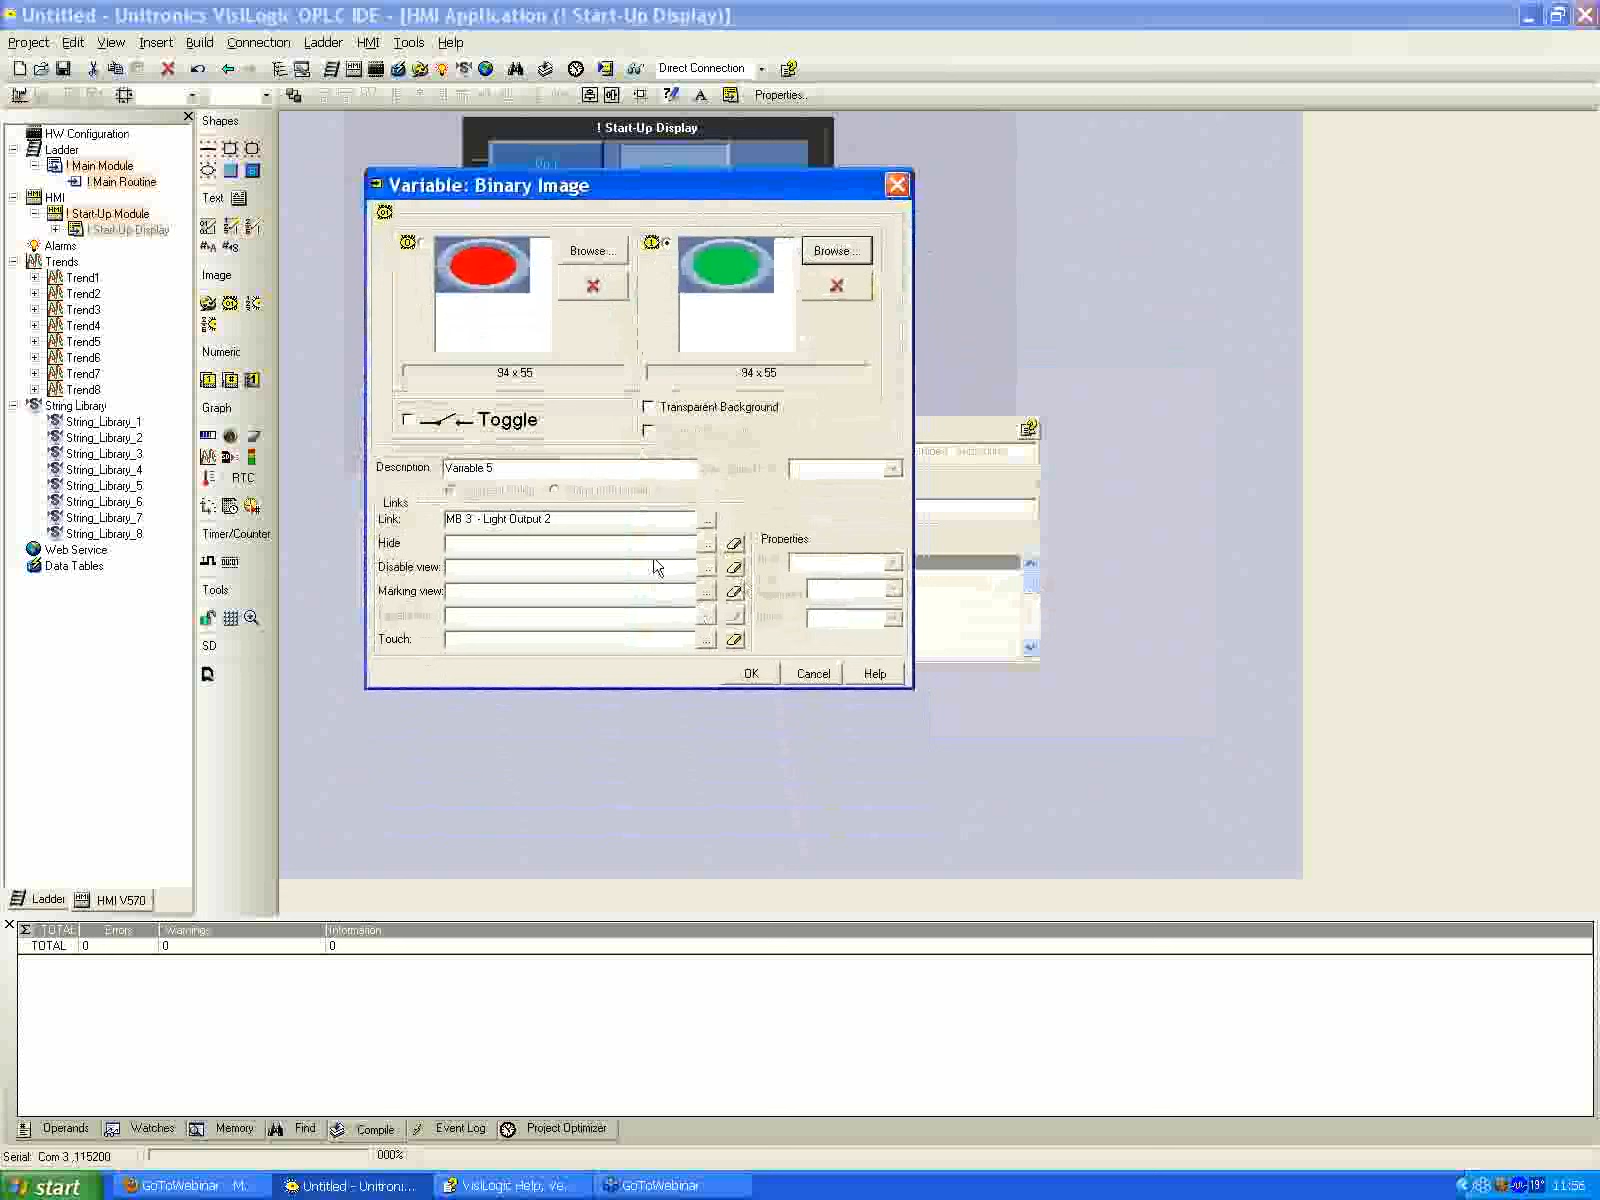 Untitled - Unitronics VisiLogic OPLC IDE - [HMI Application (! Start-Up Display)]
Project Edit View Insert Build Connection Ladder HMI Tools Help
Direct Connection
Properties..
HW Configuration
Ladder
! Main Module
! Main Routine
HMI
! Start-Up Module
! Start-Up Display
Alarms
Trends
Trend1
Trend2
Trend3
Trend4
Trend5
Trend6
Trend7
Trend8
String Library
String_Library_1
String_Library_2
String_Library_3
String_Library_4
String_Library_5
String_Library_6
String_Library_7
String_Library_8
Web Service
Data Tables
Ladder HMI V570
Shapes
Text
Image
Numeric
Graph
RTC
Timer/Counter
Tools
SD
! Start-Up Display
Variable: Binary Image
Browse ...
Browse ...
94 x 55
94 x 55
Toggle
Transparent Background
Description: Variable 5
Links
Link: MB 3 - Light Output 2
Hide
Disable view:
Marking view:
Touch:
Properties
OK Cancel Help
TOTAL Errors Warnings Information
TOTAL 0 0 0
Operands Watches Memory Find Compile Event Log Project Optimizer
Serial: Com 3 ,115200 000%
start GoToWebinar Untitled - Unitroni... VisiLogic Help, Ve... GoToWebinar 19° 11:56